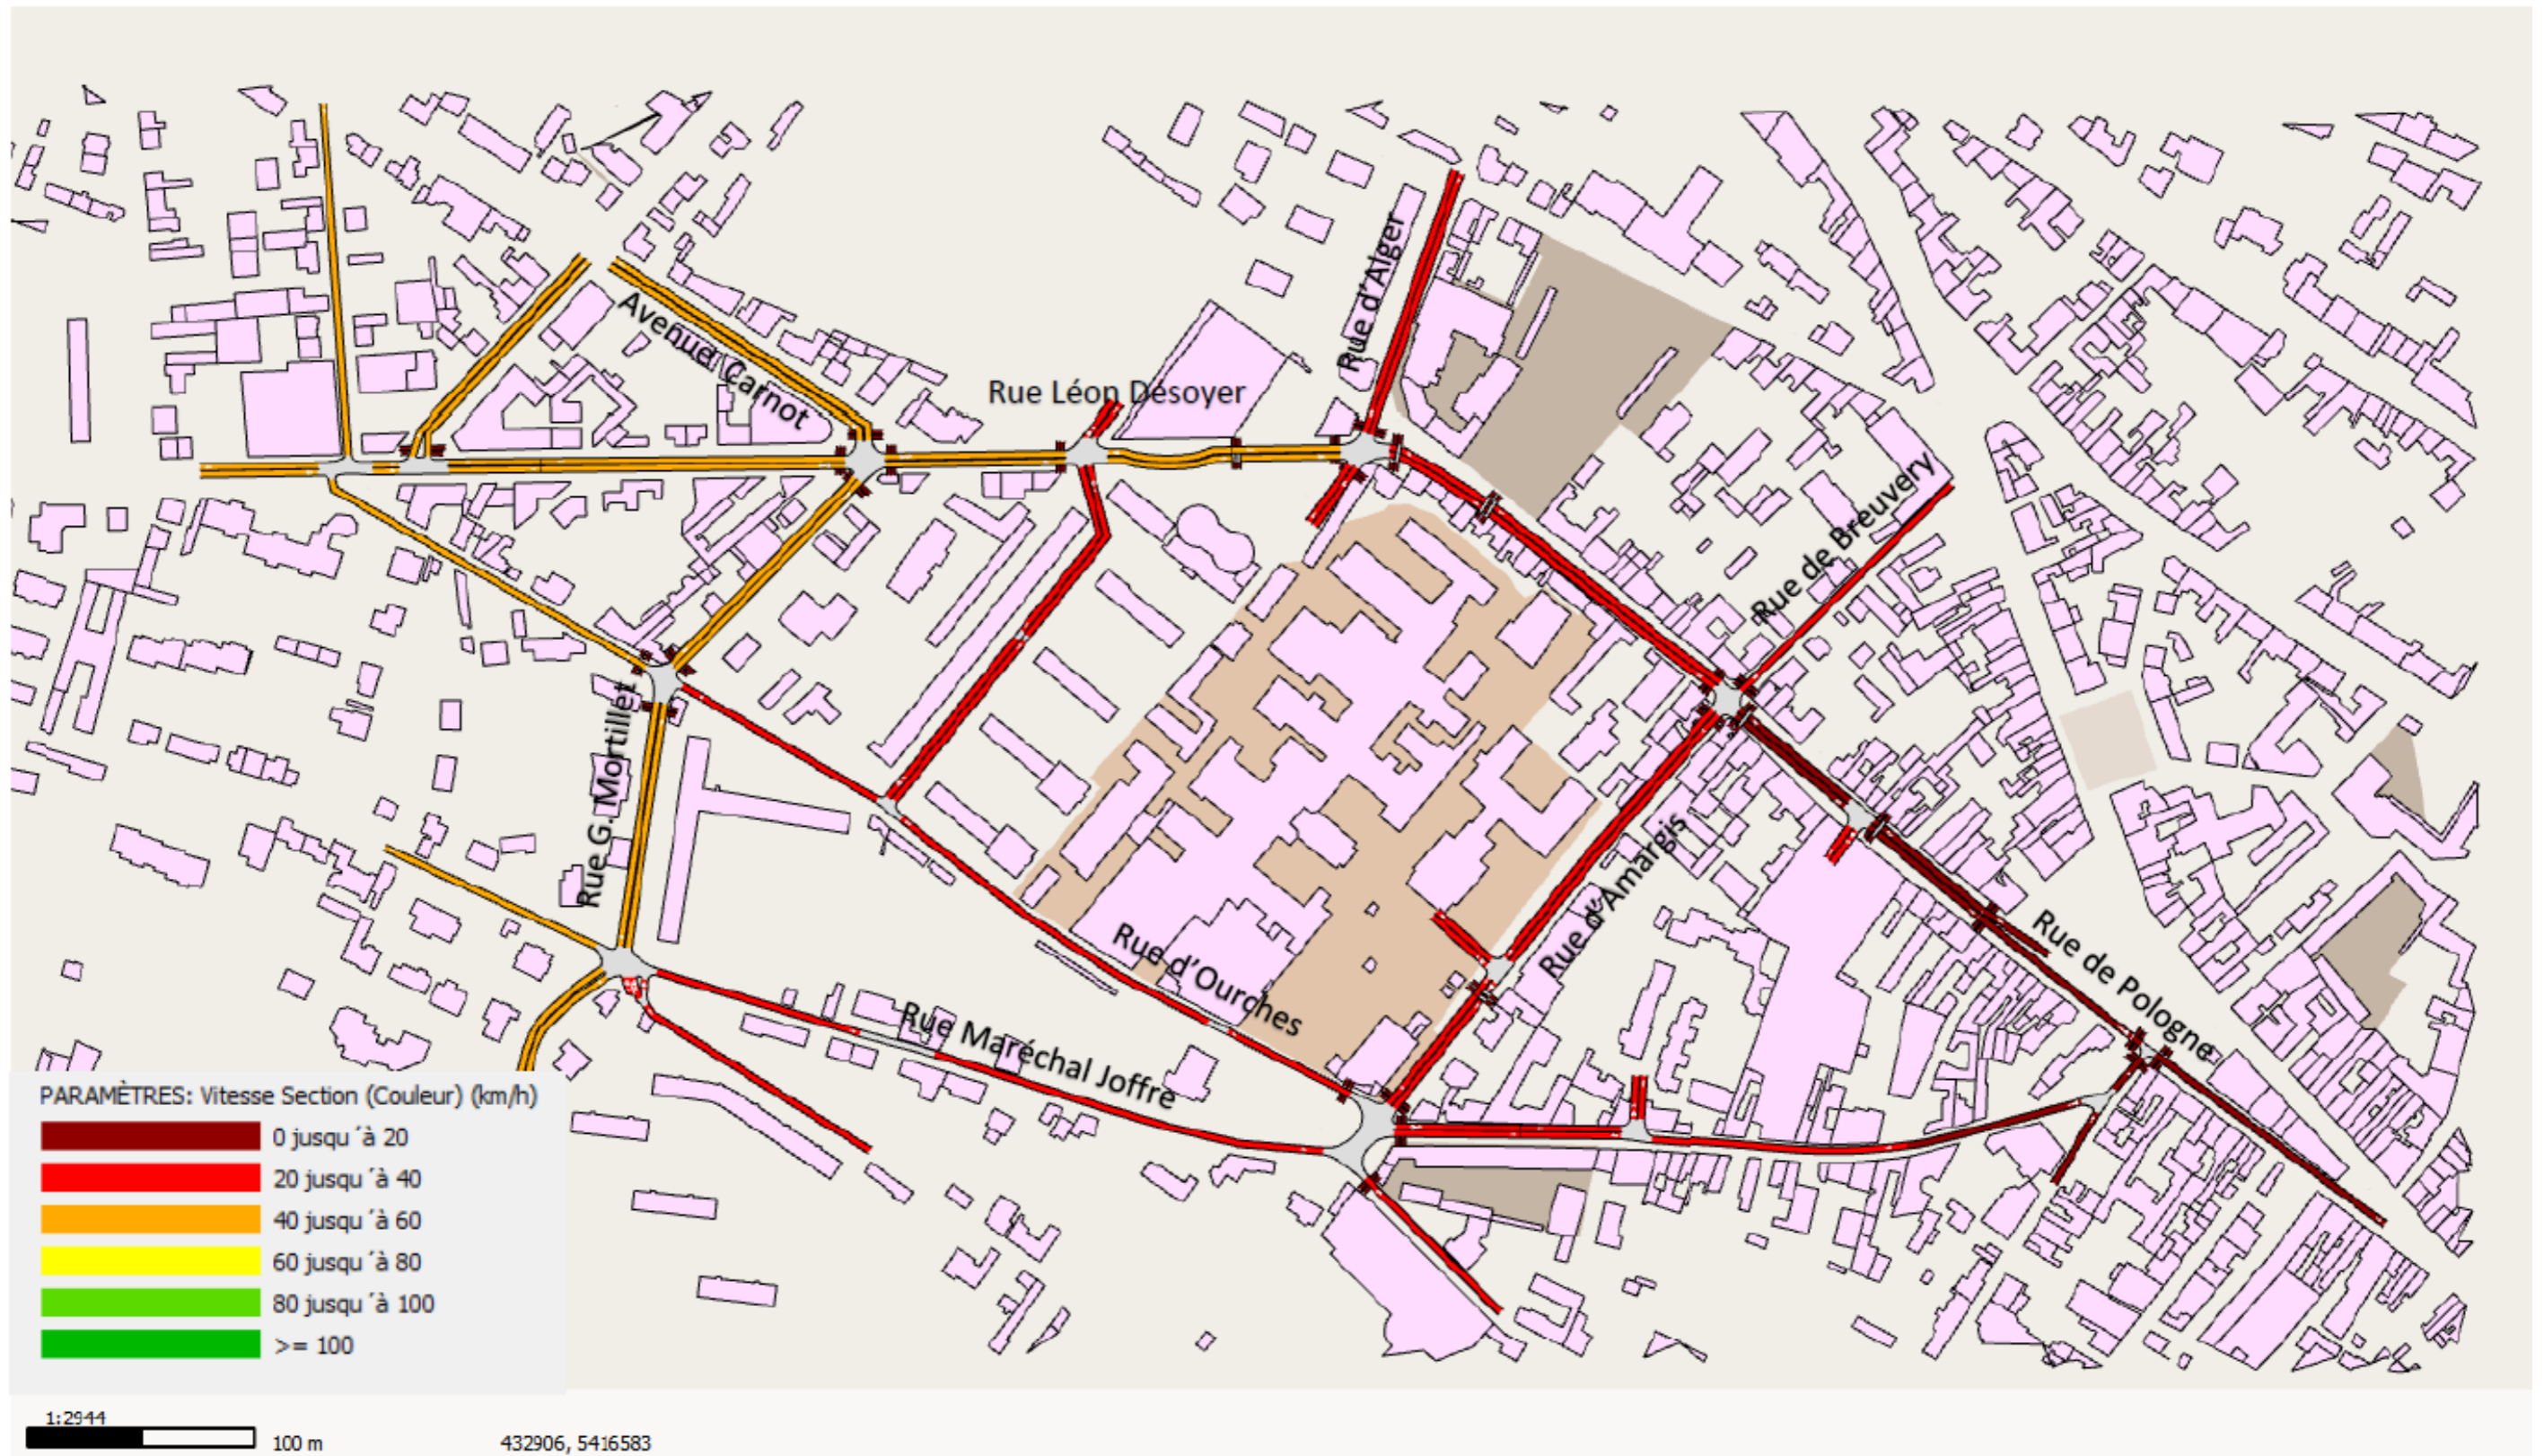 Rue d'Alger
Avenue Carnot
Rue Léon Désoyer
Rue de Breuvery
Rue G. Mortillet
Rue d'Amargis
Rue d'Ourches
Rue Maréchal Joffre
Rue de Pologne
PARAMÈTRES: Vitesse Section (Couleur) (km/h)
0 jusqu ´à 20
20 jusqu ´à 40
40 jusqu ´à 60
60 jusqu ´à 80
80 jusqu ´à 100
>= 100
1:2944
100 m
432906, 5416583